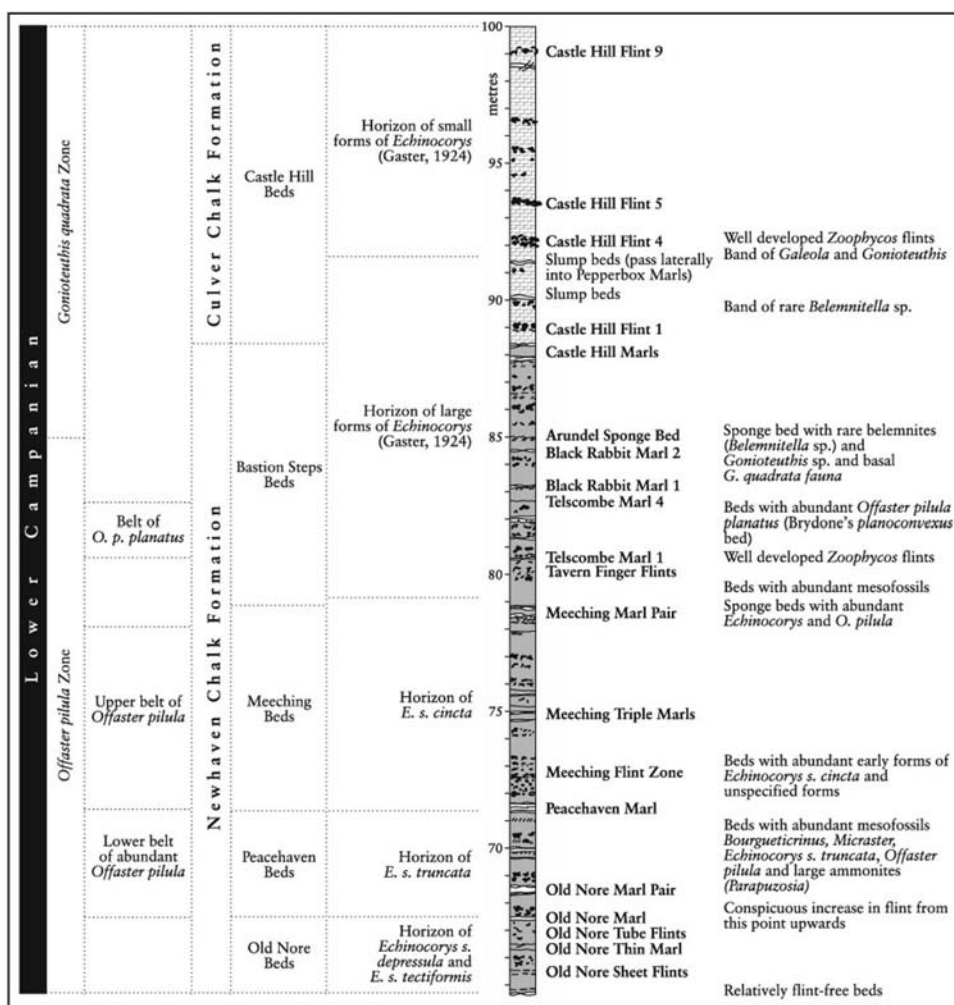 Lower Campanian
Gonioteuthis quadrata Zone
Offaster pilula Zone
Belt of
O. p. planatus
Upper belt of
Offaster pilula
Lower belt
of abundant
Offaster pilula
Culver Chalk Formation
Newhaven Chalk Formation
Castle Hill
Beds
Bastion Steps
Beds
Meeching
Beds
Peacehaven
Beds
Old Nore
Beds
Horizon of small
forms of Echinocorys
(Gaster, 1924)
Horizon of large
forms of Echinocorys
(Gaster, 1924)
Horizon of
E. s. cincta
Horizon of
E. s. truncata
Horizon of
Echinocorys s.
depressula and
E. s. tectiformis
metres
100
95
90
85
80
75
70
Castle Hill Flint 9
Castle Hill Flint 5
Castle Hill Flint 4
Slump beds (pass laterally
into Pepperbox Marls)
Slump beds
Castle Hill Flint 1
Castle Hill Marls
Arundel Sponge Bed
Black Rabbit Marl 2
Black Rabbit Marl 1
Telscombe Marl 4
Telscombe Marl 1
Tavern Finger Flints
Meeching Marl Pair
Meeching Triple Marls
Meeching Flint Zone
Peacehaven Marl
Old Nore Marl Pair
Old Nore Marl
Old Nore Tube Flints
Old Nore Thin Marl
Old Nore Sheet Flints
Well developed Zoophycos flints
Band of Galeola and Gonioteuthis
Band of rare Belemnitella sp.
Sponge bed with rare belemnites
(Belemnitella sp.) and
Gonioteuthis sp. and basal
G. quadrata fauna
Beds with abundant Offaster pilula
planatus (Brydone's planoconvexus
bed)
Well developed Zoophycos flints
Beds with abundant mesofossils
Sponge beds with abundant
Echinocorys and O. pilula
Beds with abundant early forms of
Echinocorys s. cincta and
unspecified forms
Beds with abundant mesofossils
Bourgueticrinus, Micraster,
Echinocorys s. truncata, Offaster
pilula and large ammonites
(Parapuzosia)
Conspicuous increase in flint from
this point upwards
Relatively flint-free beds